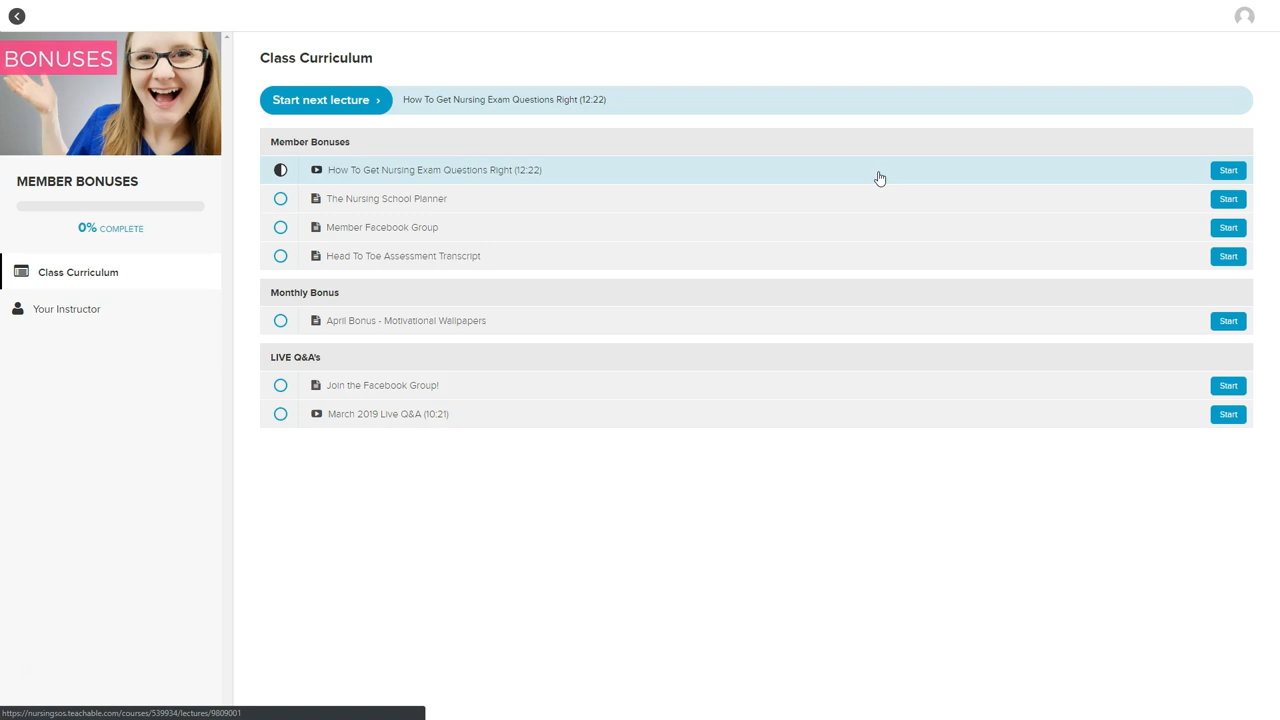 BONUSES
MEMBER BONUSES
0% COMPLETE
Class Curriculum
Your Instructor
Class Curriculum
Start next lecture › How To Get Nursing Exam Questions Right (12:22)
Member Bonuses
How To Get Nursing Exam Questions Right (12:22) Start
The Nursing School Planner Start
Member Facebook Group Start
Head To Toe Assessment Transcript Start
Monthly Bonus
April Bonus - Motivational Wallpapers Start
LIVE Q&A's
Join the Facebook Group! Start
March 2019 Live Q&A (10:21) Start
https://nursingsos.teachable.com/courses/539934/lectures/9809001